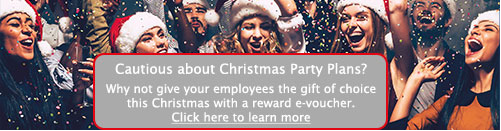 Cautious about Christmas Party Plans?
Why not give your employees the gift of choice
this Christmas with a reward e-voucher.
Click here to learn more